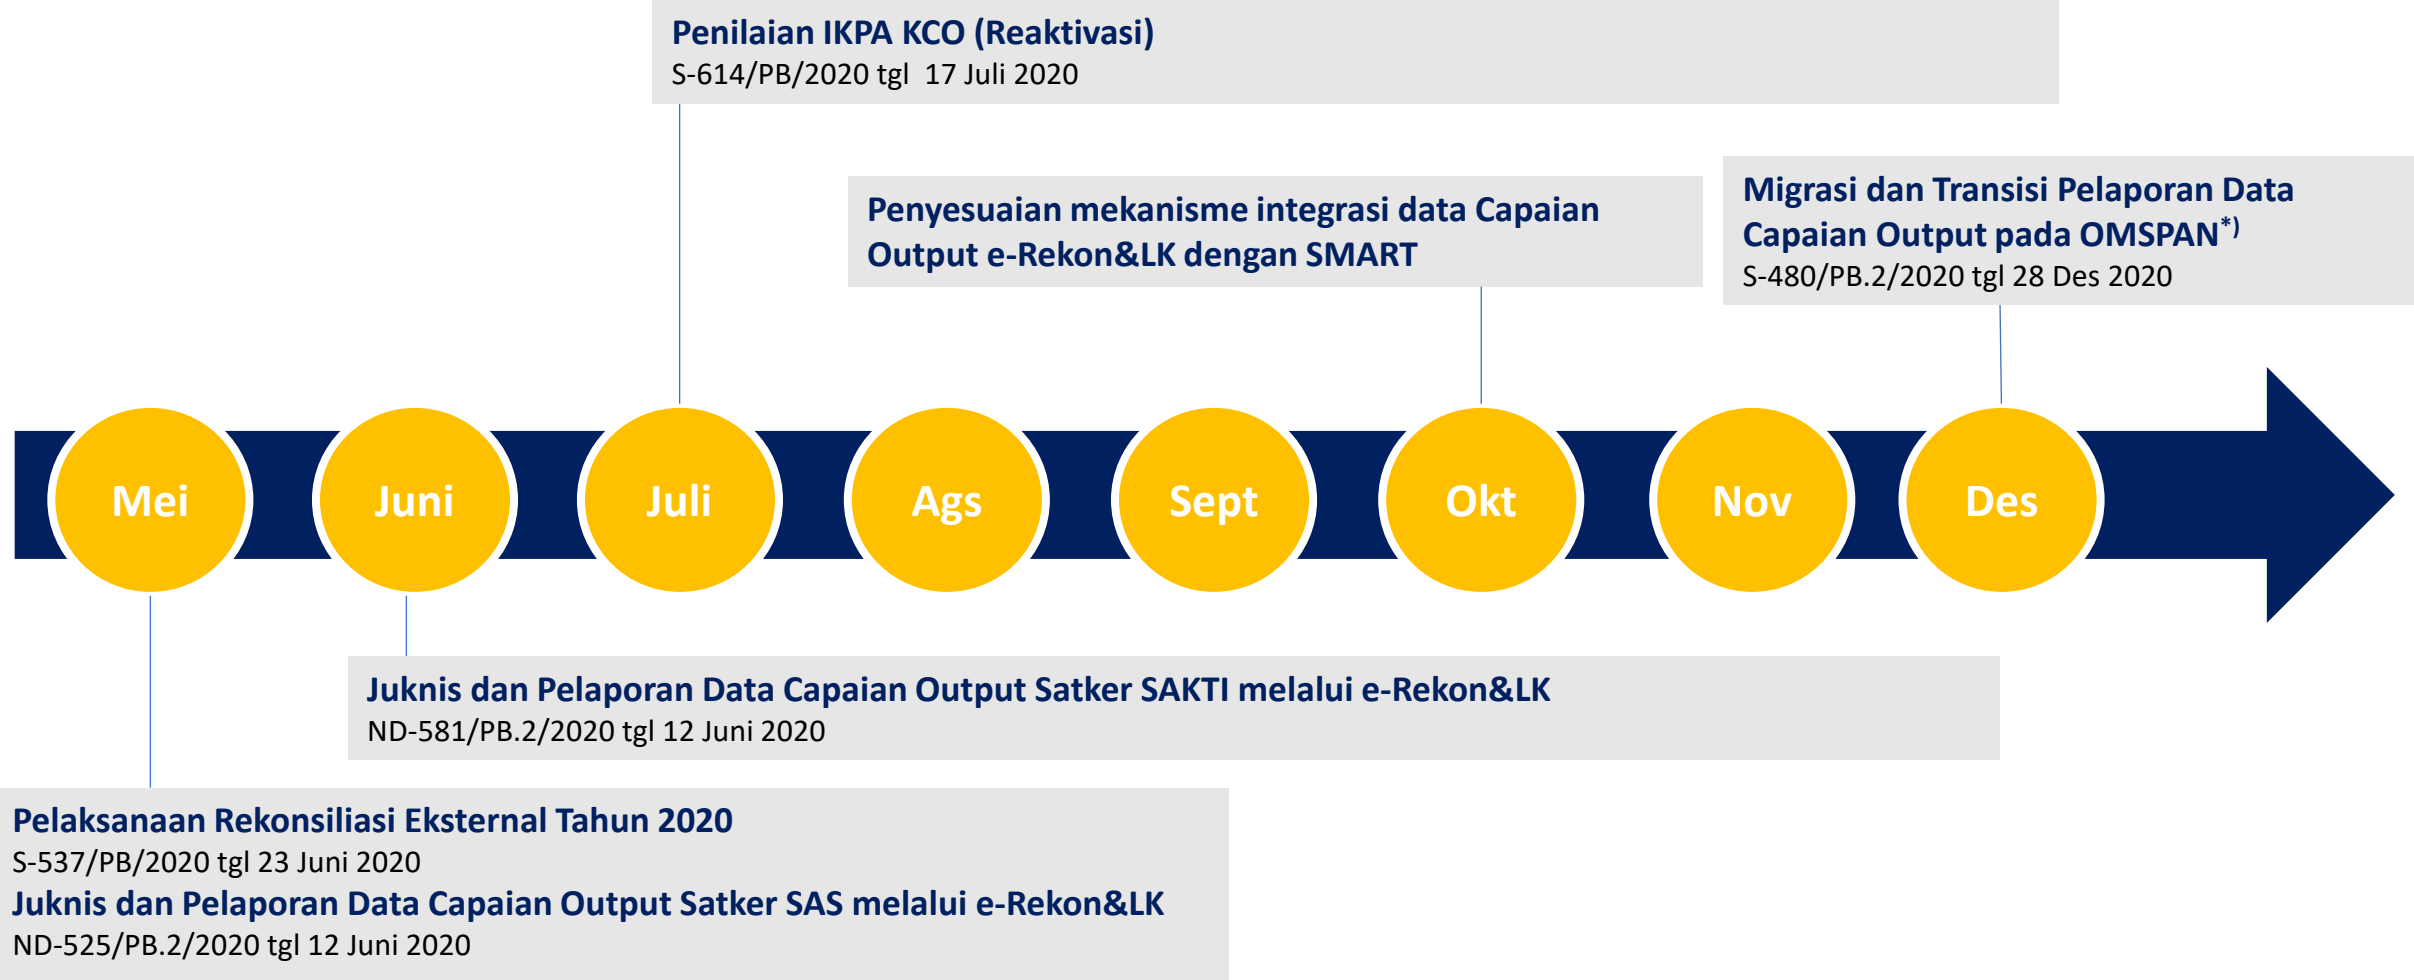 Penilaian IKPA KCO (Reaktivasi)
S-614/PB/2020 tgl  17 Juli 2020
Penyesuaian mekanisme integrasi data Capaian
Output e-Rekon&LK dengan SMART
Migrasi dan Transisi Pelaporan Data
Capaian Output pada OMSPAN*)
S-480/PB.2/2020 tgl 28 Des 2020
Mei
Juni
Juli
Ags
Sept
Okt
Nov
Des
Juknis dan Pelaporan Data Capaian Output Satker SAKTI melalui e-Rekon&LK
ND-581/PB.2/2020 tgl 12 Juni 2020
Pelaksanaan Rekonsiliasi Eksternal Tahun 2020
S-537/PB/2020 tgl 23 Juni 2020
Juknis dan Pelaporan Data Capaian Output Satker SAS melalui e-Rekon&LK
ND-525/PB.2/2020 tgl 12 Juni 2020